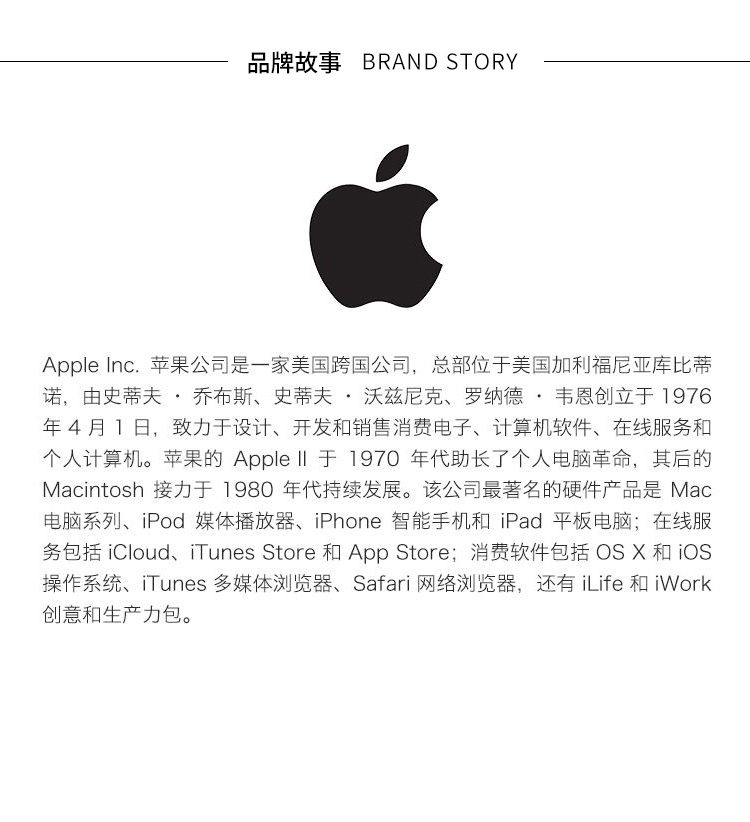 品牌故事 BRAND STORY
Apple Inc. 苹果公司是一家美国跨国公司，总部位于美国加利福尼亚库比蒂
诺，由史蒂夫 · 乔布斯、史蒂夫 · 沃兹尼克、罗纳德 · 韦恩创立于 1976
年 4 月 1 日，致力于设计、开发和销售消费电子、计算机软件、在线服务和
个人计算机。苹果的 Apple II 于 1970 年代助长了个人电脑革命，其后的
Macintosh 接力于 1980 年代持续发展。该公司最著名的硬件产品是 Mac
电脑系列、iPod 媒体播放器、iPhone 智能手机和 iPad 平板电脑；在线服
务包括 iCloud、iTunes Store 和 App Store；消费软件包括 OS X 和 iOS
操作系统、iTunes 多媒体浏览器、Safari 网络浏览器，还有 iLife 和 iWork
创意和生产力包。